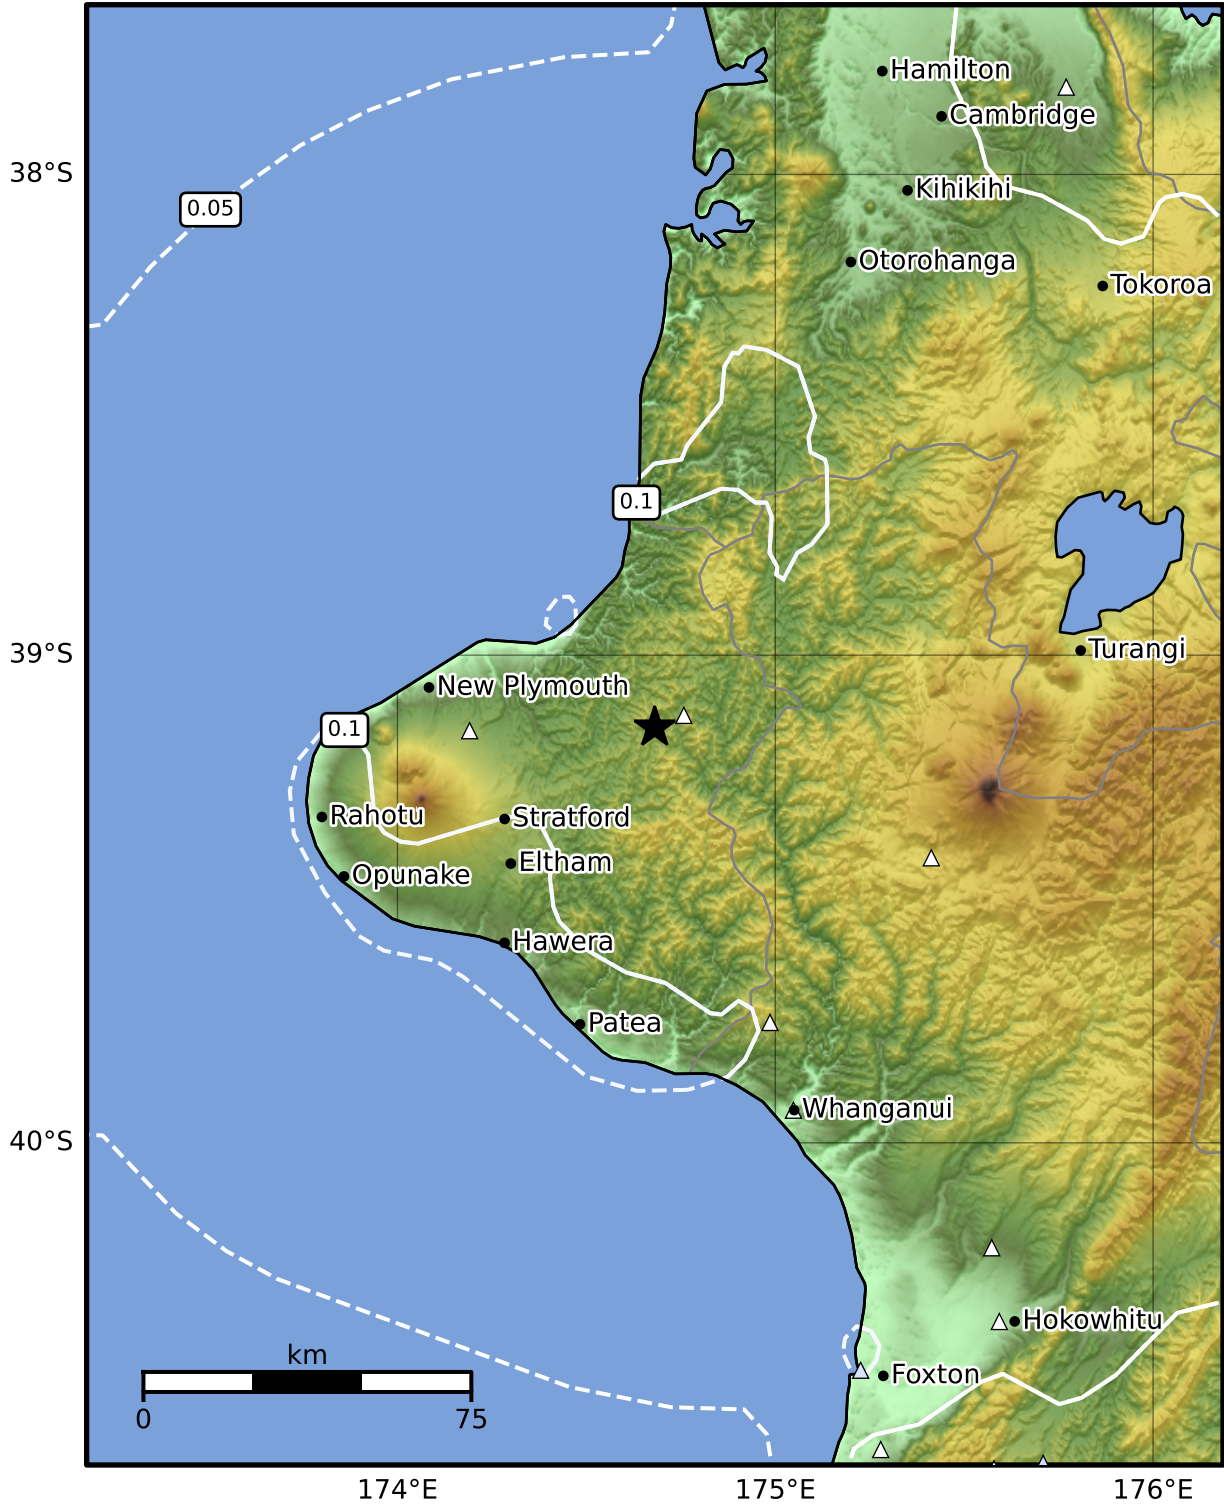 Hamilton
Cambridge
38°S
Kihikihi
0.05
Otorohanga
Tokoroa
0.1
39°S
Turangi
New Plymouth
0.1
Rahotu
Stratford
Eltham
Opunake
Hawera
Patea
Whanganui
40°S
Hokowhitu
km
Foxton
0
75
174°E
175°E
176°E